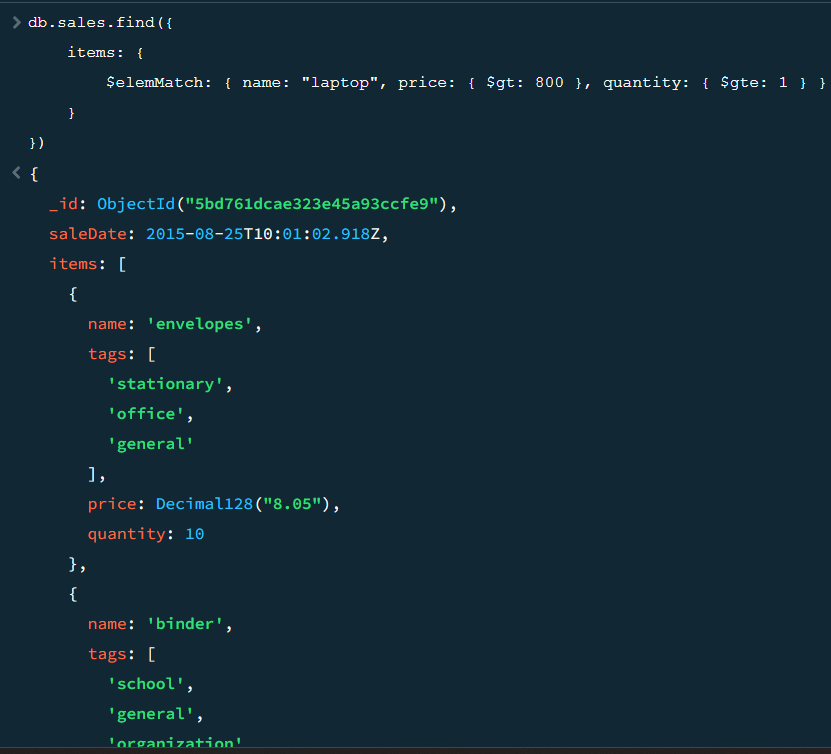 > db.sales.find({
items: {
$elemMatch: { name: "laptop", price: { $gt: 800 }, quantity: { $gte: 1 } }
}
})
< {
_id: ObjectId("5bd761dcae323e45a93ccfe9"),
saleDate: 2015-08-25T10:01:02.918Z,
items: [
{
name: 'envelopes',
tags: [
'stationary',
'office',
'general'
],
price: Decimal128("8.05"),
quantity: 10
},
{
name: 'binder',
tags: [
'school',
'general',
'organization'